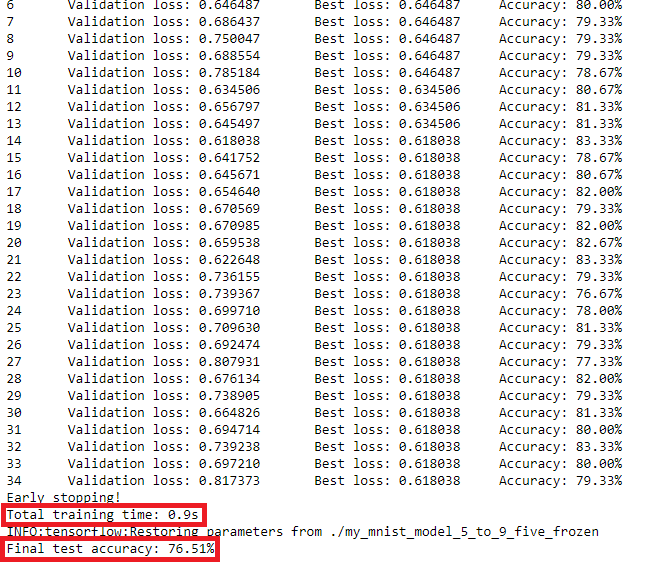 6 Validation loss: 0.646487 Best loss: 0.646487 Accuracy: 80.00%
7 Validation loss: 0.686437 Best loss: 0.646487 Accuracy: 79.33%
8 Validation loss: 0.750047 Best loss: 0.646487 Accuracy: 79.33%
9 Validation loss: 0.688554 Best loss: 0.646487 Accuracy: 79.33%
10 Validation loss: 0.785184 Best loss: 0.646487 Accuracy: 78.67%
11 Validation loss: 0.634506 Best loss: 0.634506 Accuracy: 80.67%
12 Validation loss: 0.656797 Best loss: 0.634506 Accuracy: 81.33%
13 Validation loss: 0.645497 Best loss: 0.634506 Accuracy: 81.33%
14 Validation loss: 0.618038 Best loss: 0.618038 Accuracy: 83.33%
15 Validation loss: 0.641752 Best loss: 0.618038 Accuracy: 78.67%
16 Validation loss: 0.645671 Best loss: 0.618038 Accuracy: 80.67%
17 Validation loss: 0.654640 Best loss: 0.618038 Accuracy: 82.00%
18 Validation loss: 0.670569 Best loss: 0.618038 Accuracy: 79.33%
19 Validation loss: 0.670985 Best loss: 0.618038 Accuracy: 82.00%
20 Validation loss: 0.659538 Best loss: 0.618038 Accuracy: 82.67%
21 Validation loss: 0.622648 Best loss: 0.618038 Accuracy: 83.33%
22 Validation loss: 0.736155 Best loss: 0.618038 Accuracy: 79.33%
23 Validation loss: 0.739367 Best loss: 0.618038 Accuracy: 76.67%
24 Validation loss: 0.699710 Best loss: 0.618038 Accuracy: 78.00%
25 Validation loss: 0.709630 Best loss: 0.618038 Accuracy: 81.33%
26 Validation loss: 0.692474 Best loss: 0.618038 Accuracy: 79.33%
27 Validation loss: 0.807931 Best loss: 0.618038 Accuracy: 77.33%
28 Validation loss: 0.676134 Best loss: 0.618038 Accuracy: 82.00%
29 Validation loss: 0.738905 Best loss: 0.618038 Accuracy: 79.33%
30 Validation loss: 0.664826 Best loss: 0.618038 Accuracy: 81.33%
31 Validation loss: 0.694714 Best loss: 0.618038 Accuracy: 80.00%
32 Validation loss: 0.739238 Best loss: 0.618038 Accuracy: 83.33%
33 Validation loss: 0.697210 Best loss: 0.618038 Accuracy: 80.00%
34 Validation loss: 0.817373 Best loss: 0.618038 Accuracy: 79.33%
Early stopping!
Total training time: 0.9s
INFO:tensorflow:Restoring parameters from ./my_mnist_model_5_to_9_five_frozen
Final test accuracy: 76.51%